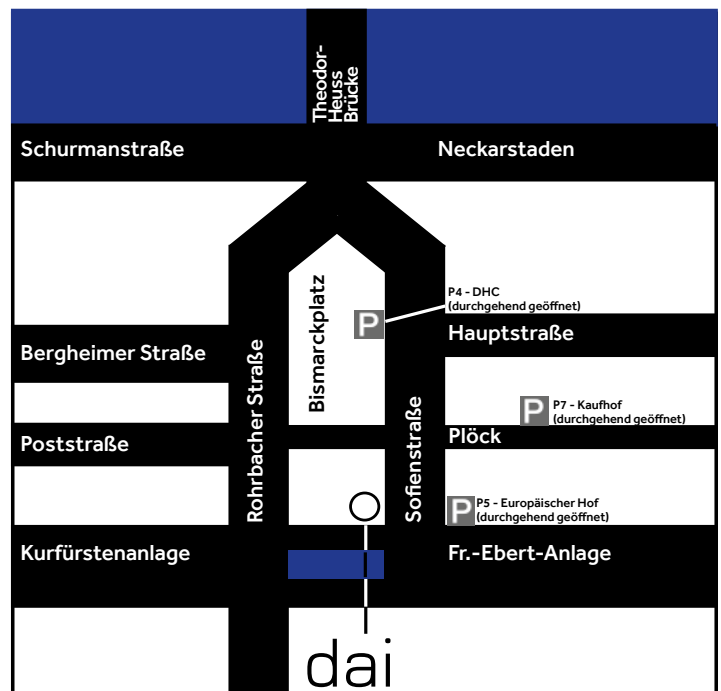 Theodor-
Heuss
Brücke
Schurmanstraße
Neckarstaden
P4 - DHC
(durchgehend geöffnet)
P
Hauptstraße
Bergheimer Straße
Rohrbacher Straße
Bismarckplatz
Sofienstraße
P
P7 - Kaufhof
(durchgehend geöffnet)
Poststraße
Plöck
P
P5 - Europäischer Hof
(durchgehend geöffnet)
Kurfürstenanlage
Fr.-Ebert-Anlage
dai